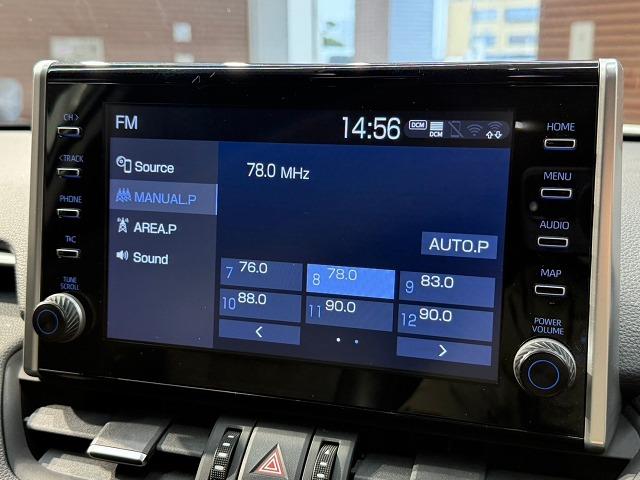 FM
14:56
DCM
DCM
Source
MANUAL.P
AREA.P
Sound
78.0 MHz
AUTO.P
7 76.0
8 78.0
9 83.0
10 88.0
11 90.0
12 90.0
<
>
CH >
< TRACK
PHONE
TUNE
SCROLL
HOME
MENU
AUDIO
MAP
POWER
VOLUME